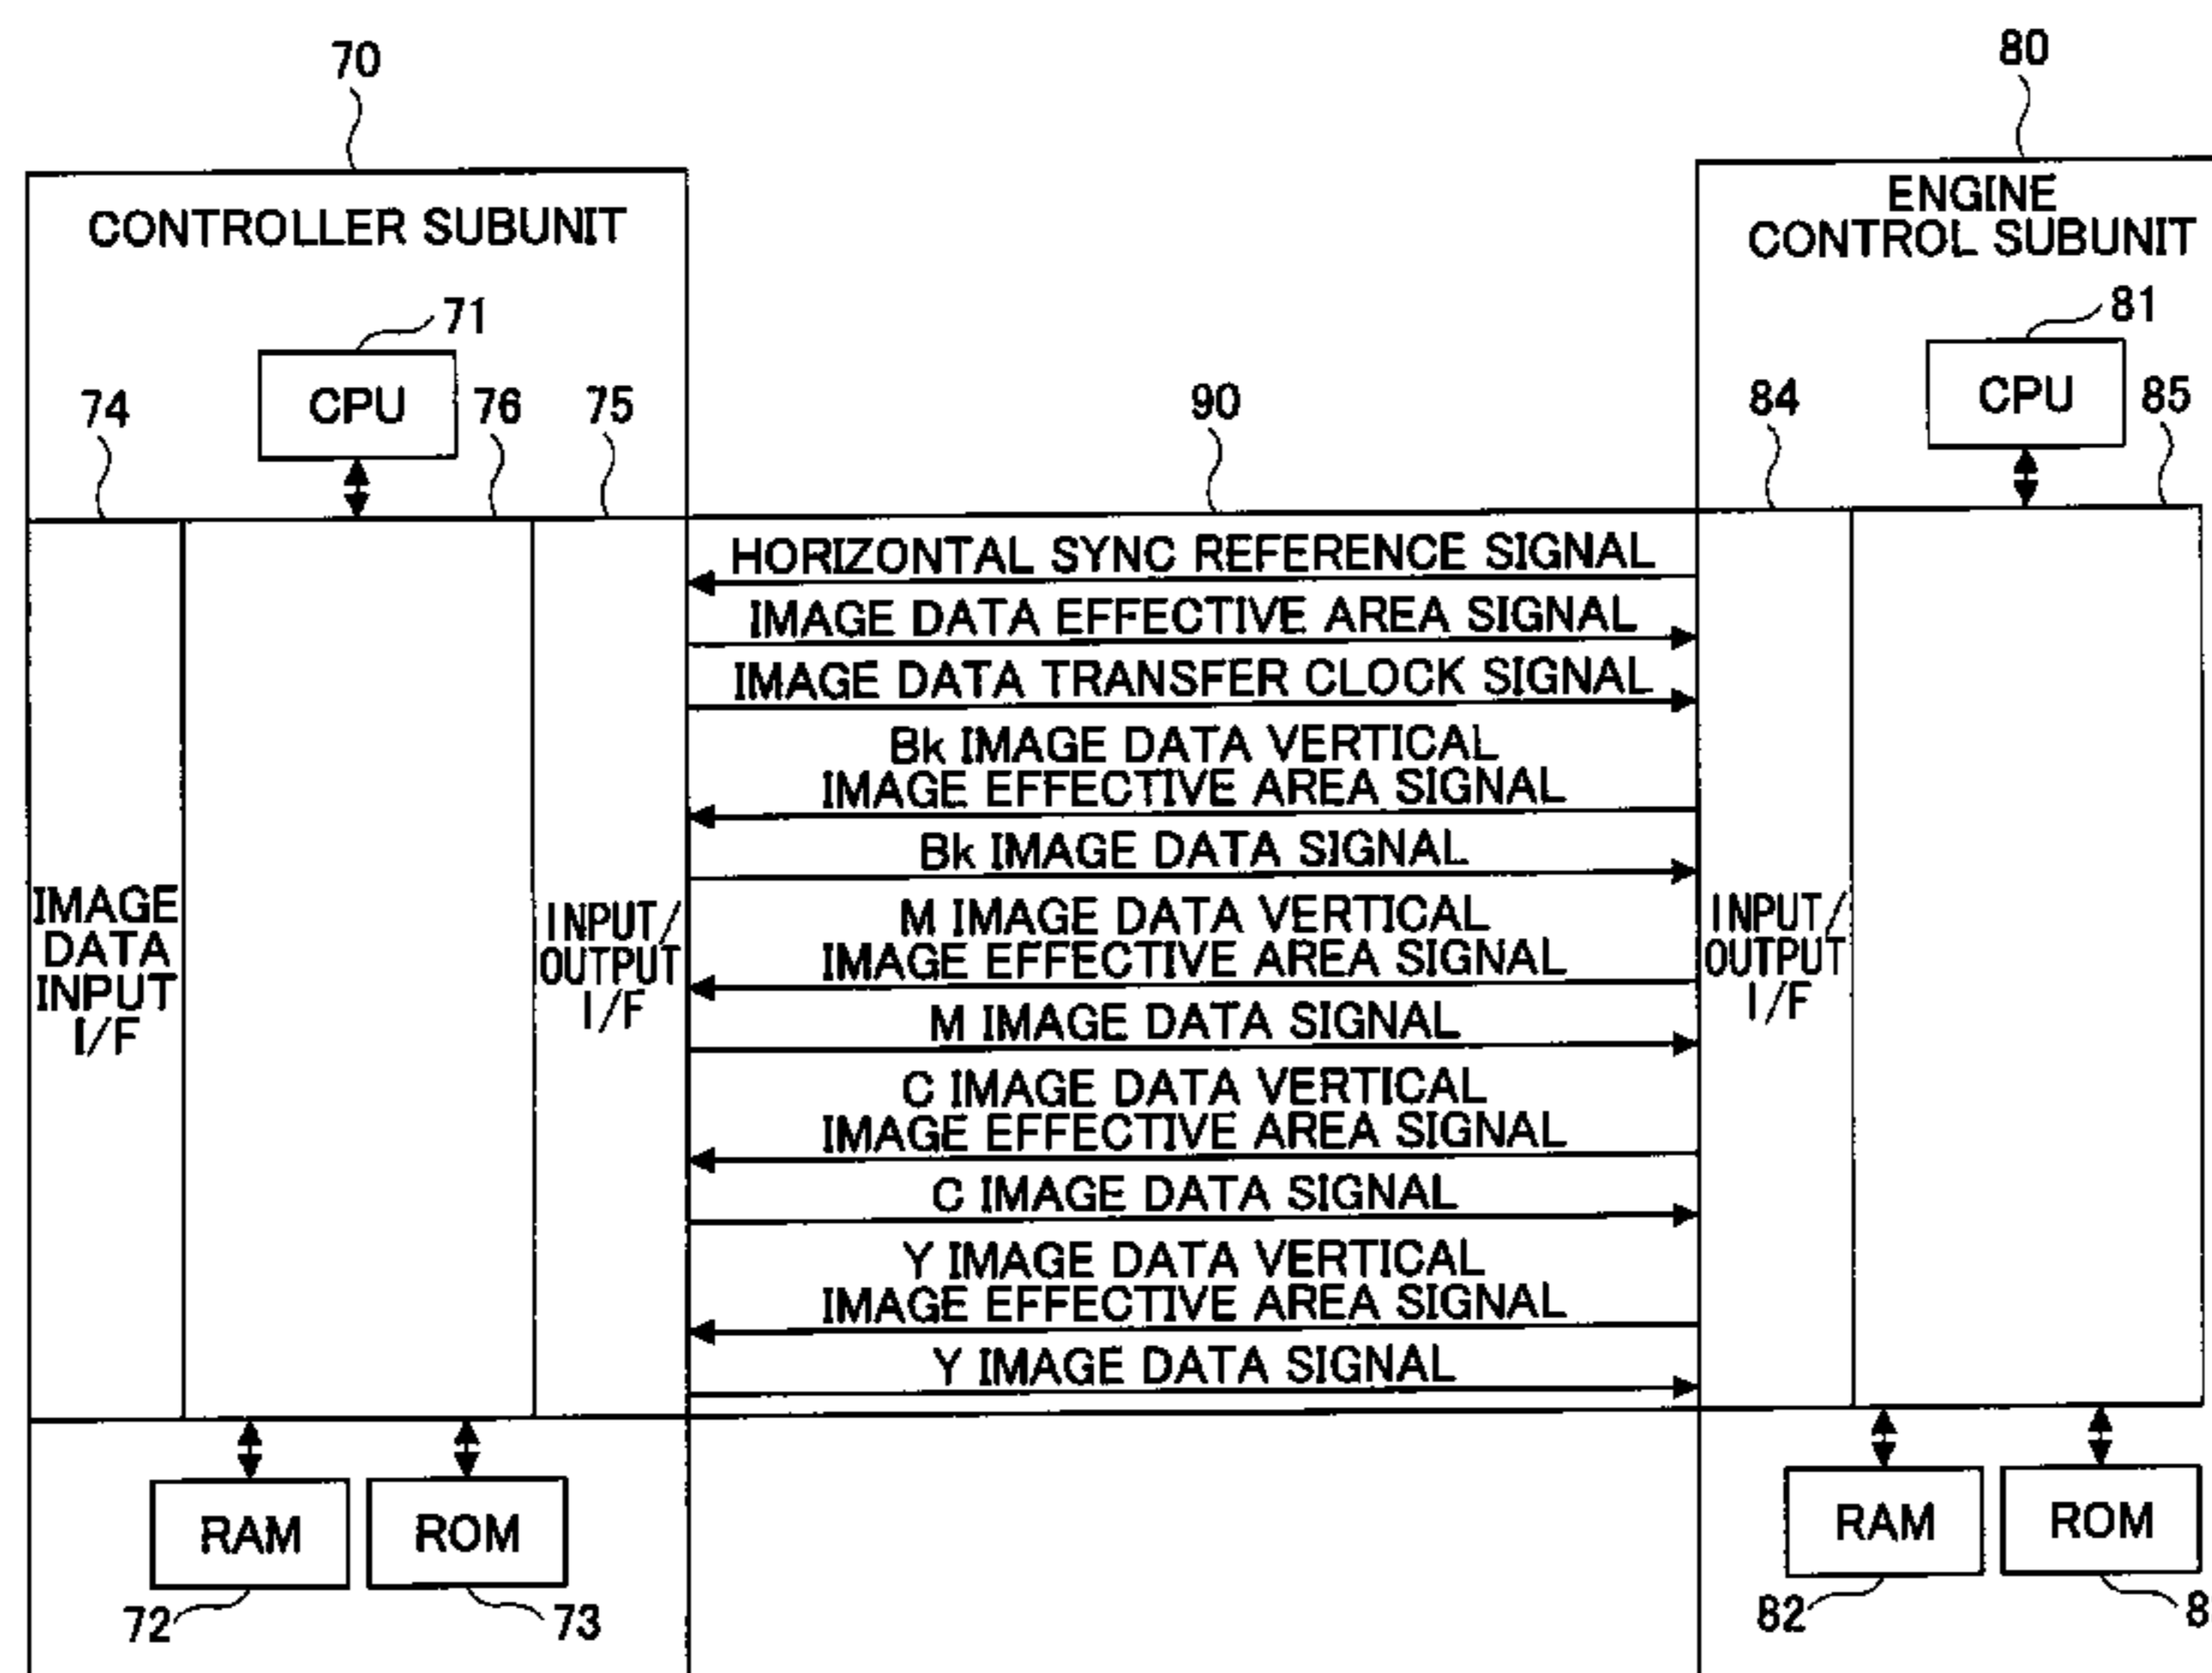 70
80
CONTROLLER SUBUNIT
ENGINE
CONTROL SUBUNIT
71
CPU
81
CPU
74
76
75
90
84
85
HORIZONTAL SYNC REFERENCE SIGNAL
IMAGE DATA EFFECTIVE AREA SIGNAL
IMAGE DATA TRANSFER CLOCK SIGNAL
Bk IMAGE DATA VERTICAL
IMAGE EFFECTIVE AREA SIGNAL
Bk IMAGE DATA SIGNAL
M IMAGE DATA VERTICAL
IMAGE EFFECTIVE AREA SIGNAL
M IMAGE DATA SIGNAL
C IMAGE DATA VERTICAL
IMAGE EFFECTIVE AREA SIGNAL
C IMAGE DATA SIGNAL
Y IMAGE DATA VERTICAL
IMAGE EFFECTIVE AREA SIGNAL
Y IMAGE DATA SIGNAL
IMAGE
DATA
INPUT
I/F
INPUT/
OUTPUT
I/F
INPUT/
OUTPUT
I/F
RAM
ROM
RAM
ROM
72
73
82